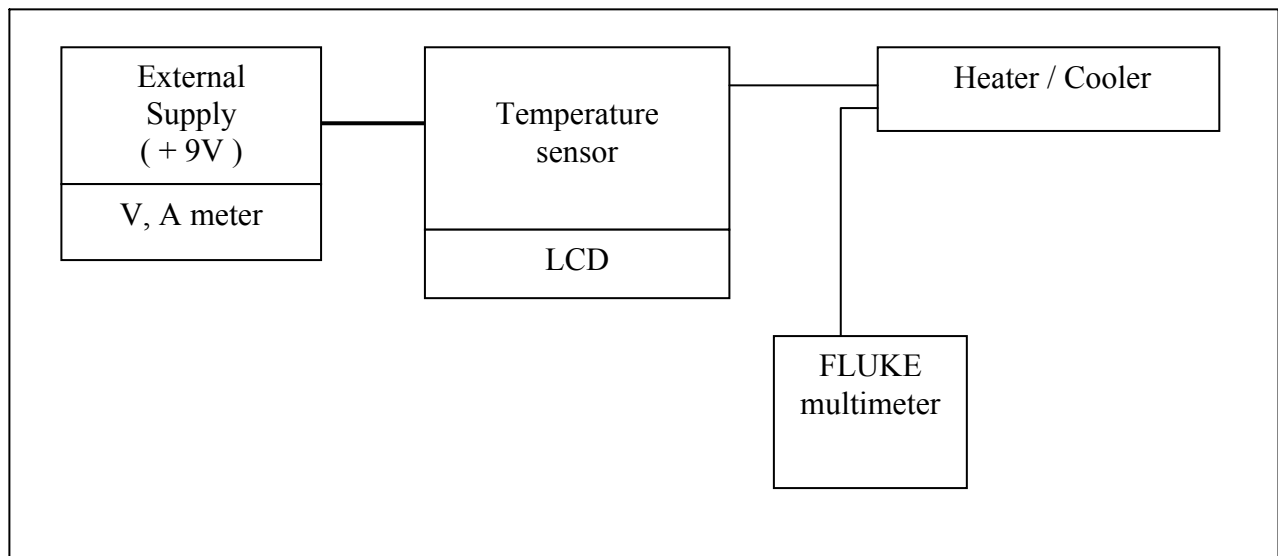 External
Supply
( + 9V )
V, A meter
Temperature
sensor
LCD
Heater / Cooler
FLUKE
multimeter